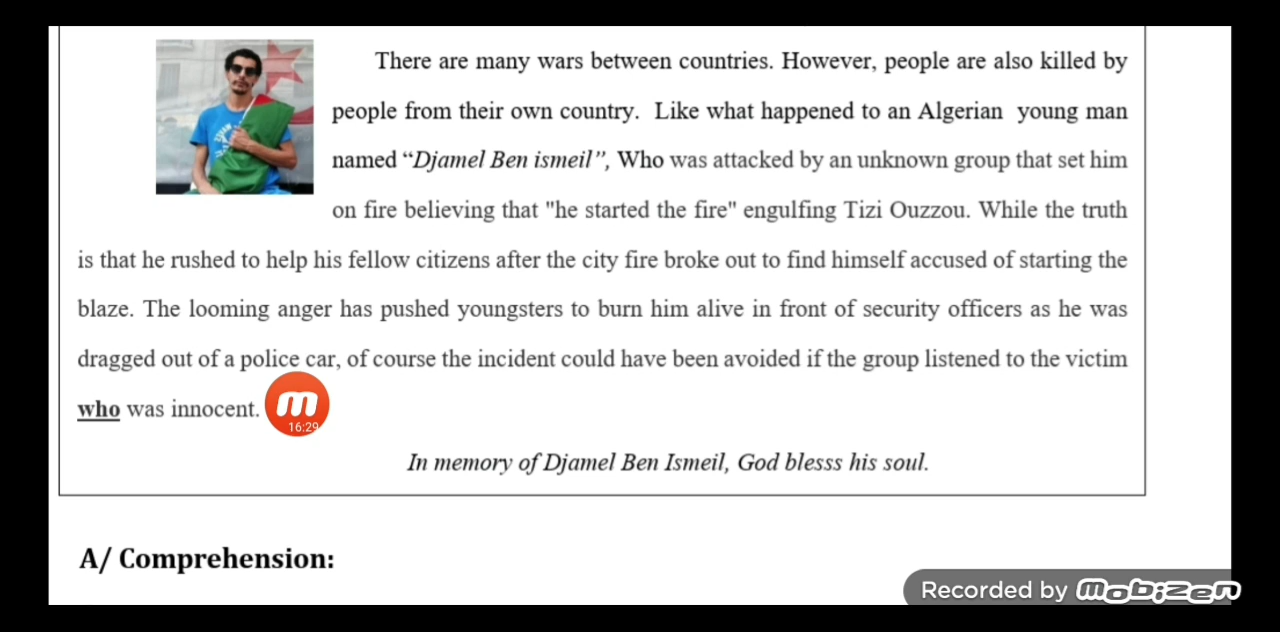 There are many wars between countries. However, people are also killed by
people from their own country. Like what happened to an Algerian young man
named “Djamel Ben ismeil”, Who was attacked by an unknown group that set him
on fire believing that "he started the fire" engulfing Tizi Ouzzou. While the truth
is that he rushed to help his fellow citizens after the city fire broke out to find himself accused of starting the
blaze. The looming anger has pushed youngsters to burn him alive in front of security officers as he was
dragged out of a police car, of course the incident could have been avoided if the group listened to the victim
who was innocent.
m
16:29
In memory of Djamel Ben Ismeil, God blesss his soul.
A/ Comprehension:
Recorded by mobizen